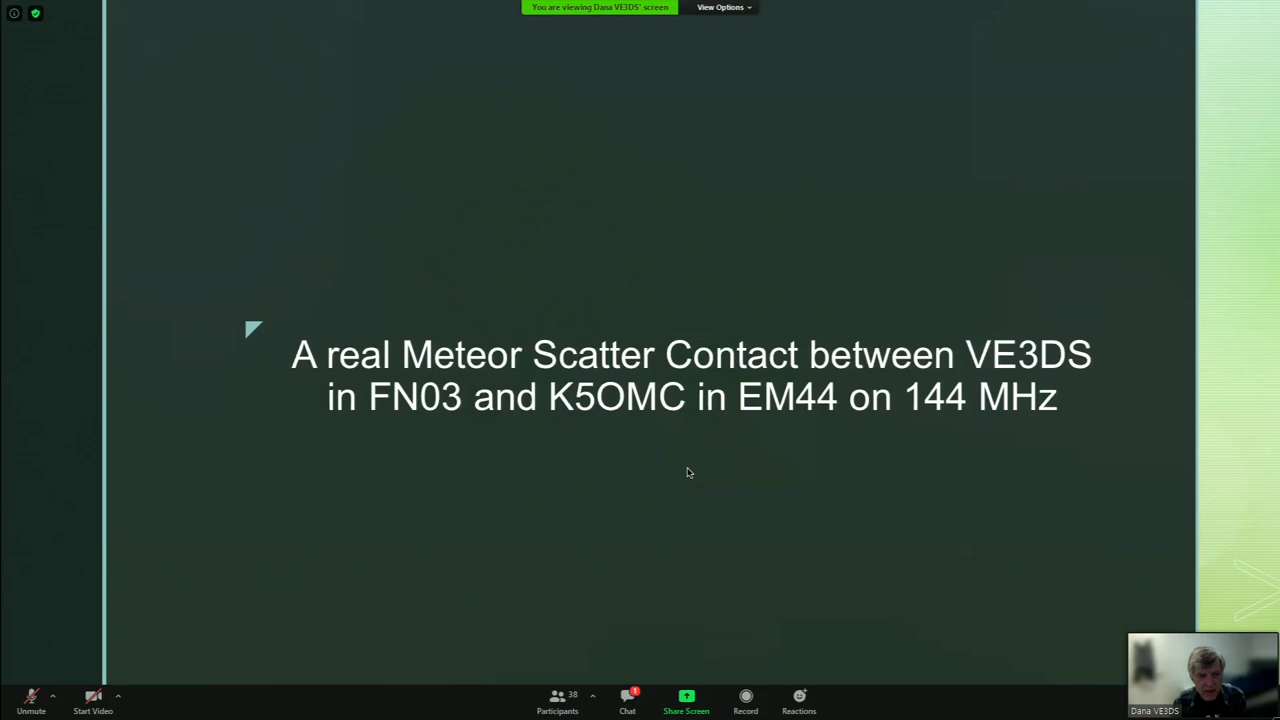 You are viewing Dana VE3DS' screen
View Options
A real Meteor Scatter Contact between VE3DS
in FN03 and K5OMC in EM44 on 144 MHz
Dana VE3DS
Unmute
Start Video
38
Participants
1
Chat
Share Screen
Record
Reactions